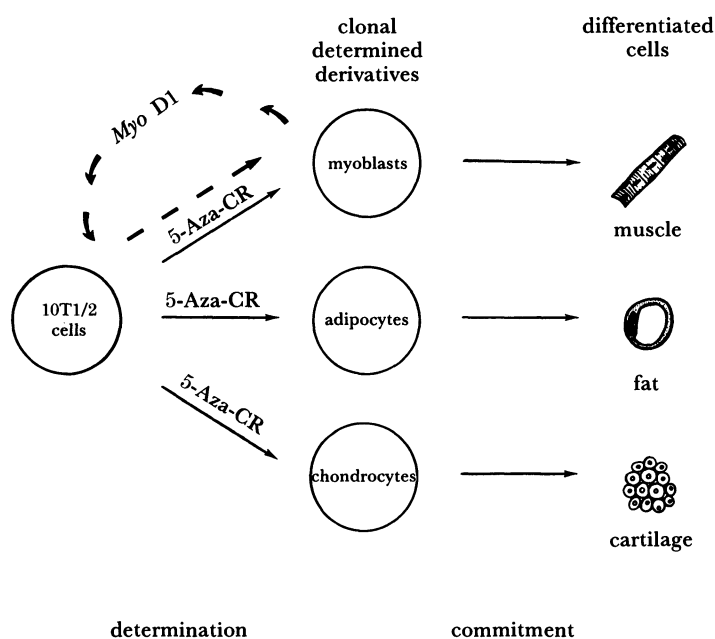 clonal
determined
derivatives
differentiated
cells
Myo D1
myoblasts
5-Aza-CR
muscle
10T1/2
cells
5-Aza-CR
adipocytes
fat
5-Aza-CR
chondrocytes
cartilage
determination
commitment